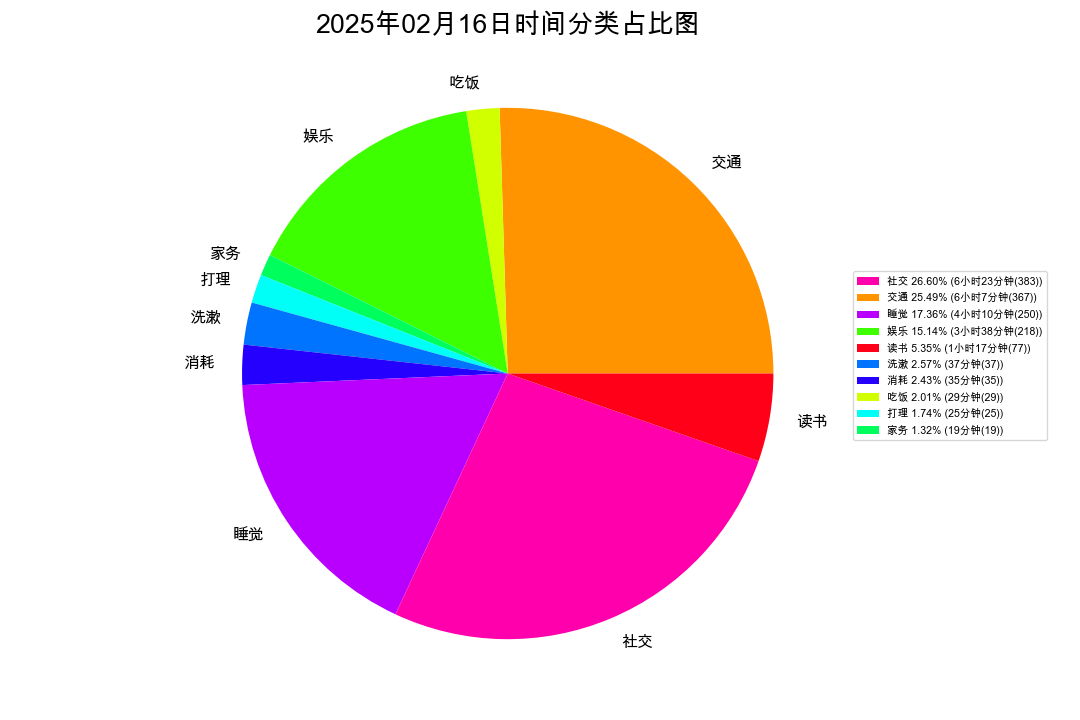 2025年02月16日时间分类占比图
吃饭
娱乐
交通
家务
打理
洗漱
消耗
读书
睡觉
社交
社交 26.60% (6小时23分钟(383))
交通 25.49% (6小时7分钟(367))
睡觉 17.36% (4小时10分钟(250))
娱乐 15.14% (3小时38分钟(218))
读书 5.35% (1小时17分钟(77))
洗漱 2.57% (37分钟(37))
消耗 2.43% (35分钟(35))
吃饭 2.01% (29分钟(29))
打理 1.74% (25分钟(25))
家务 1.32% (19分钟(19))